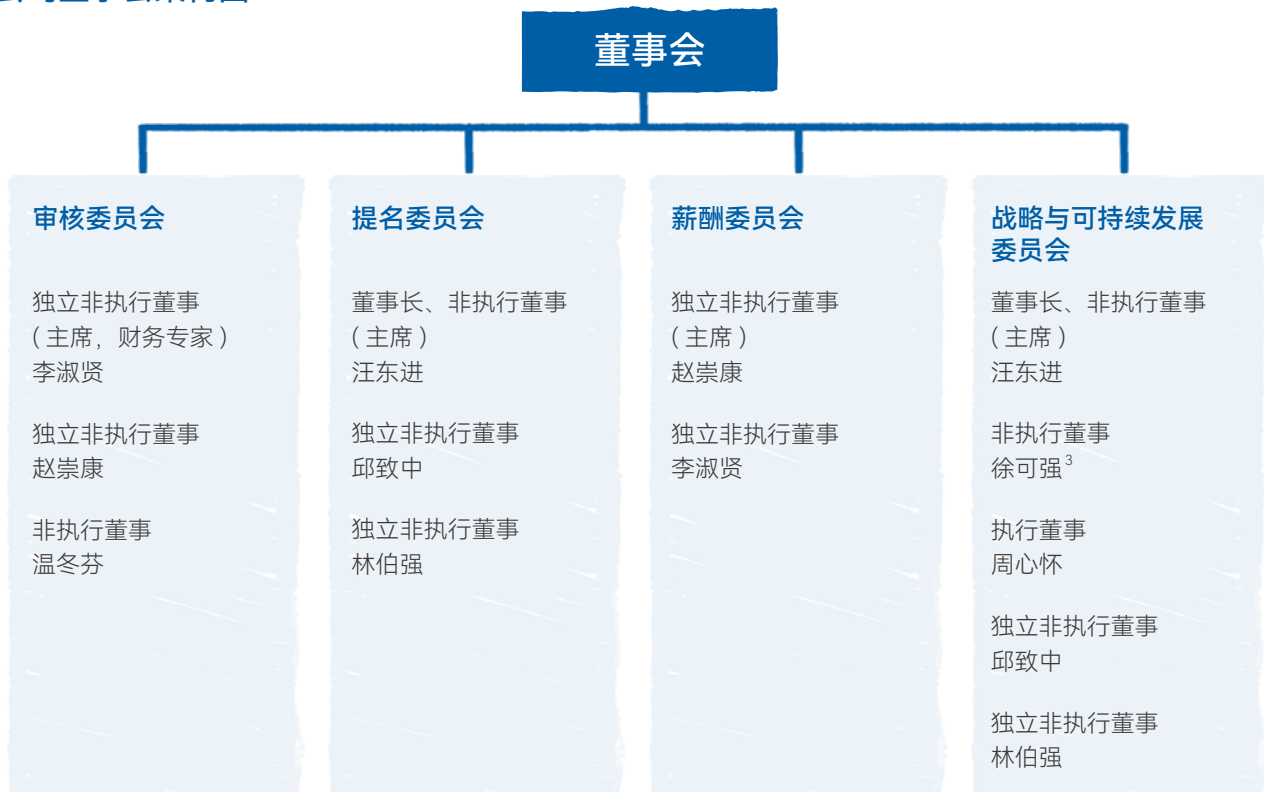 董事会
审核委员会
独立非执行董事
（主席，财务专家）
李淑贤
独立非执行董事
赵崇康
非执行董事
温冬芬
提名委员会
董事长、非执行董事
（主席）
汪东进
独立非执行董事
邱致中
独立非执行董事
林伯强
薪酬委员会
独立非执行董事
（主席）
赵崇康
独立非执行董事
李淑贤
战略与可持续发展
委员会
董事长、非执行董事
（主席）
汪东进
非执行董事
徐可强3
执行董事
周心怀
独立非执行董事
邱致中
独立非执行董事
林伯强